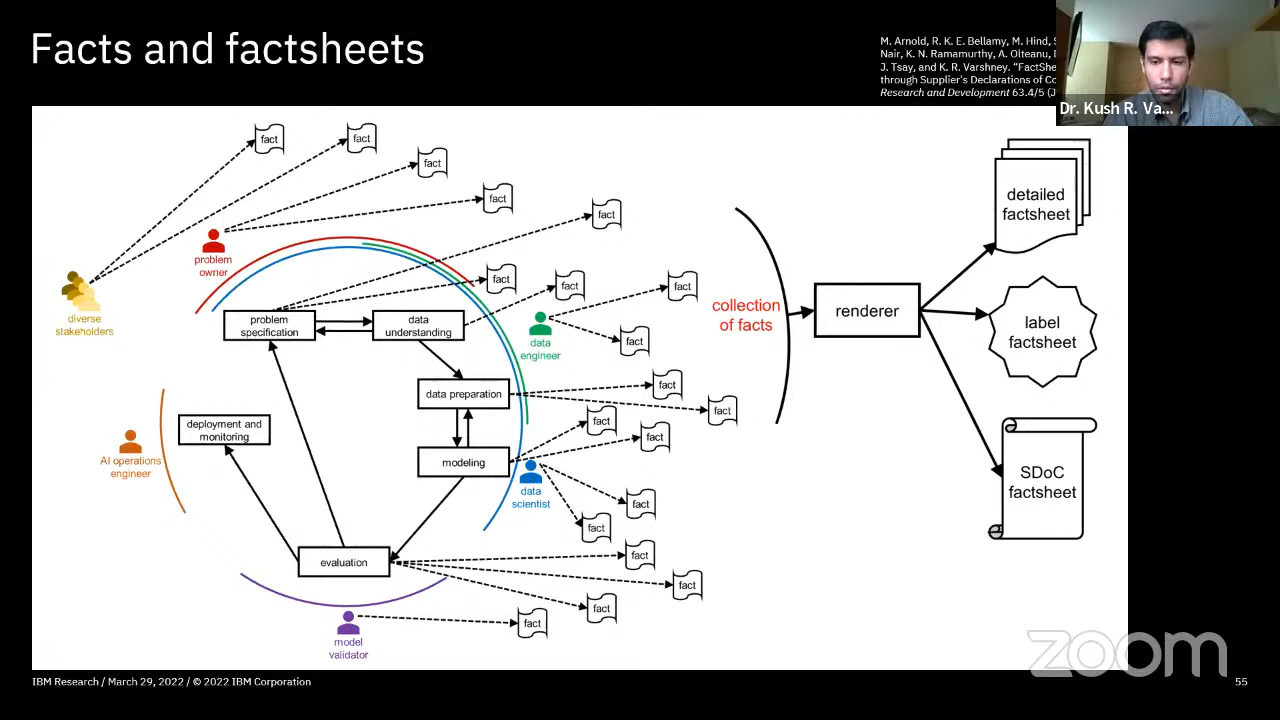 Facts and factsheets
M. Arnold, R. K. E. Bellamy, M. Hind,
Nair, K. N. Ramamurthy, A. Olteanu,
J. Tsay, and K. R. Varshney. "FactShe
through Supplier's Declarations of Co
Research and Development 63.4/5 (J
Dr. Kush R. Va...
fact
fact
fact
fact
fact
problem
owner
diverse
stakeholders
fact
fact
fact
problem
specification
data
understanding
data
engineer
fact
collection
of facts
renderer
detailed
factsheet
label
factsheet
SDoC
factsheet
data preparation
fact
fact
deployment and
monitoring
AI operations
engineer
modeling
fact
fact
data
scientist
fact
fact
evaluation
fact
fact
fact
fact
model
validator
zoom
IBM Research / March 29, 2022 / © 2022 IBM Corporation
55